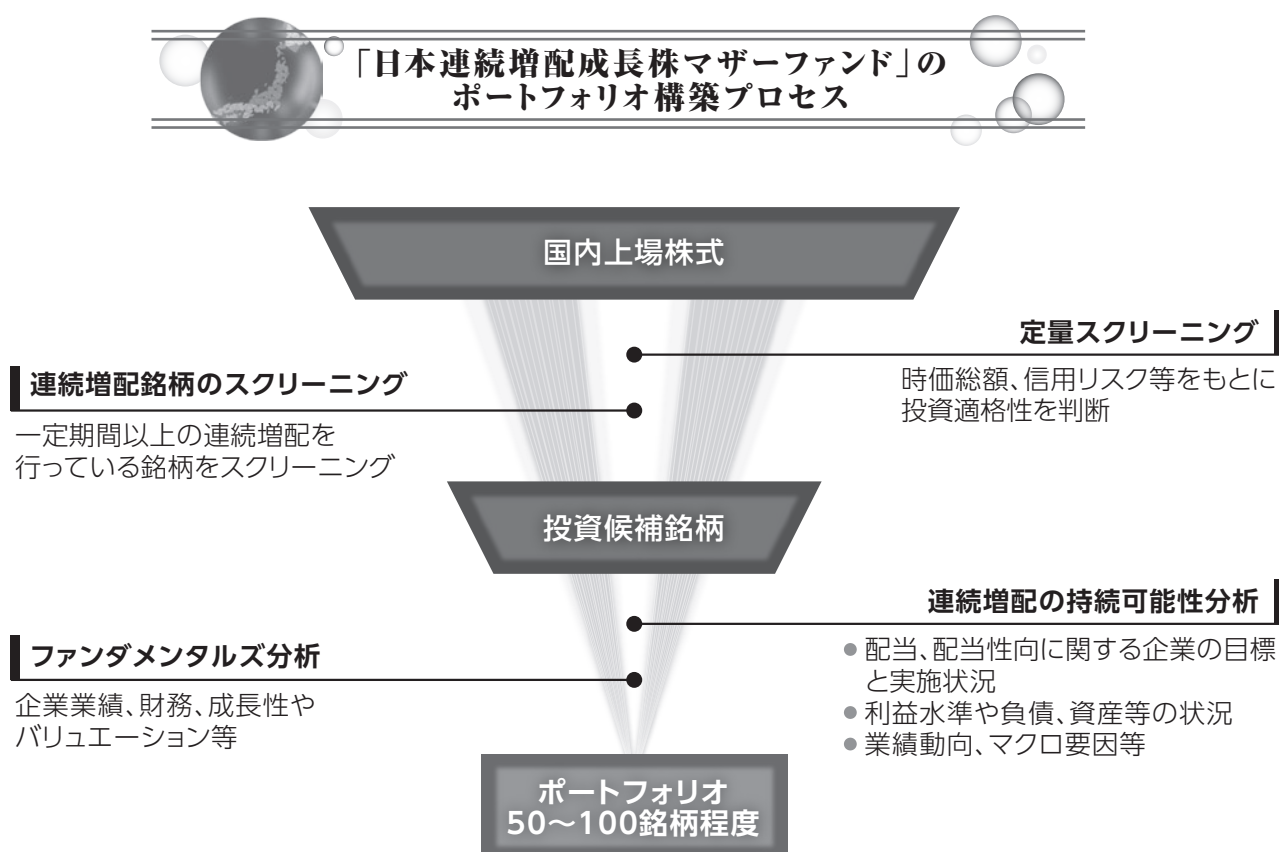 「日本連続増配成長株マザーファンド」の
ポートフォリオ構築プロセス
国内上場株式
定量スクリーニング
時価総額、信用リスク等をもとに
投資適格性を判断
連続増配銘柄のスクリーニング
一定期間以上の連続増配を
行っている銘柄をスクリーニング
投資候補銘柄
連続増配の持続可能性分析
●配当、配当性向に関する企業の目標
と実施状況
●利益水準や負債、資産等の状況
●業績動向、マクロ要因等
ファンダメンタルズ分析
企業業績、財務、成長性や
バリュエーション等
ポートフォリオ
50〜100銘柄程度